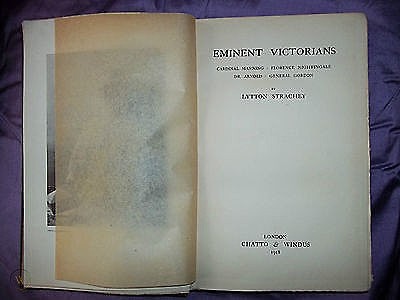 EMINENT VICTORIANS
CARDINAL MANNING · FLORENCE NIGHTINGALE
DR. ARNOLD · GENERAL GORDON
BY
LYTTON STRACHEY
LONDON
CHATTO & WINDUS
1918